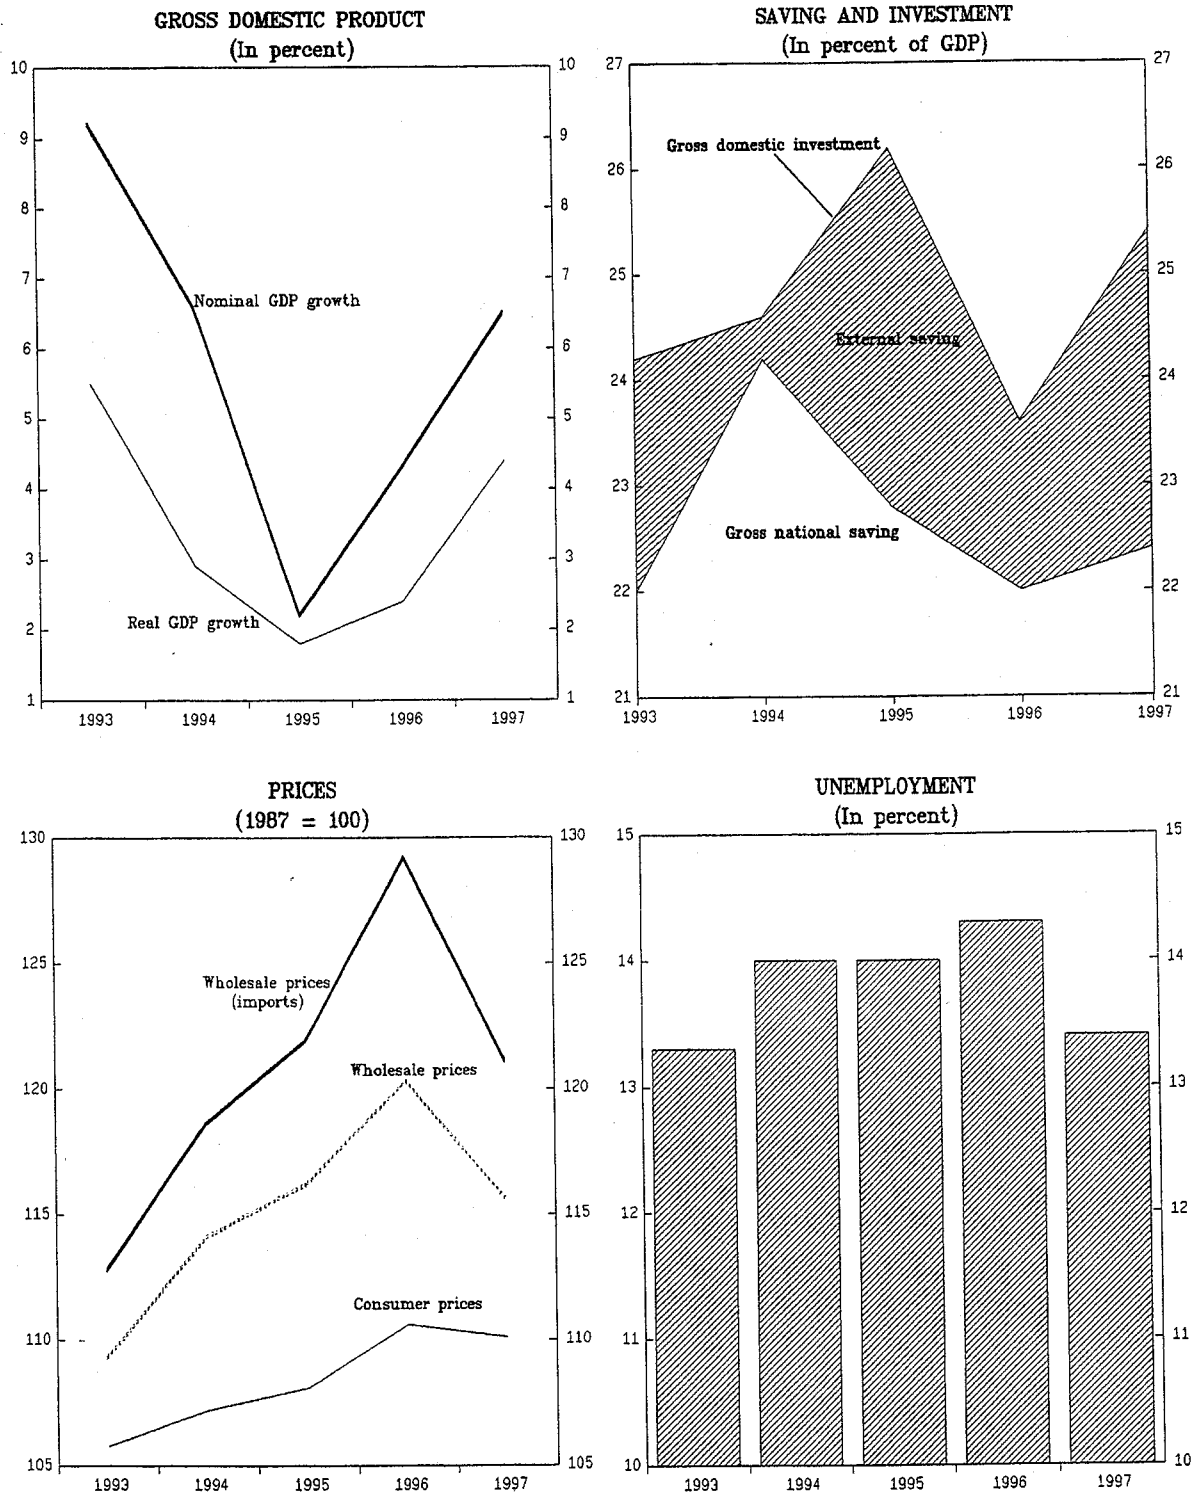 GROSS DOMESTIC PRODUCT
(In percent)
10
9
8
7
6
5
4
3
2
1
10
9
8
7
6
5
4
3
2
1
Nominal GDP growth
Real GDP growth
1993 1994 1995 1996 1997
SAVING AND INVESTMENT
(In percent of GDP)
27
26
25
24
23
22
21
27
26
25
24
23
22
21
Gross domestic investment
External saving
Gross national saving
1993 1994 1995 1996 1997
PRICES
(1987 = 100)
130
125
120
115
110
105
130
125
120
115
110
105
Wholesale prices
(imports)
Wholesale prices
Consumer prices
1993 1994 1995 1996 1997
UNEMPLOYMENT
(In percent)
15
14
13
12
11
10
15
14
13
12
11
10
1993 1994 1995 1996 1997